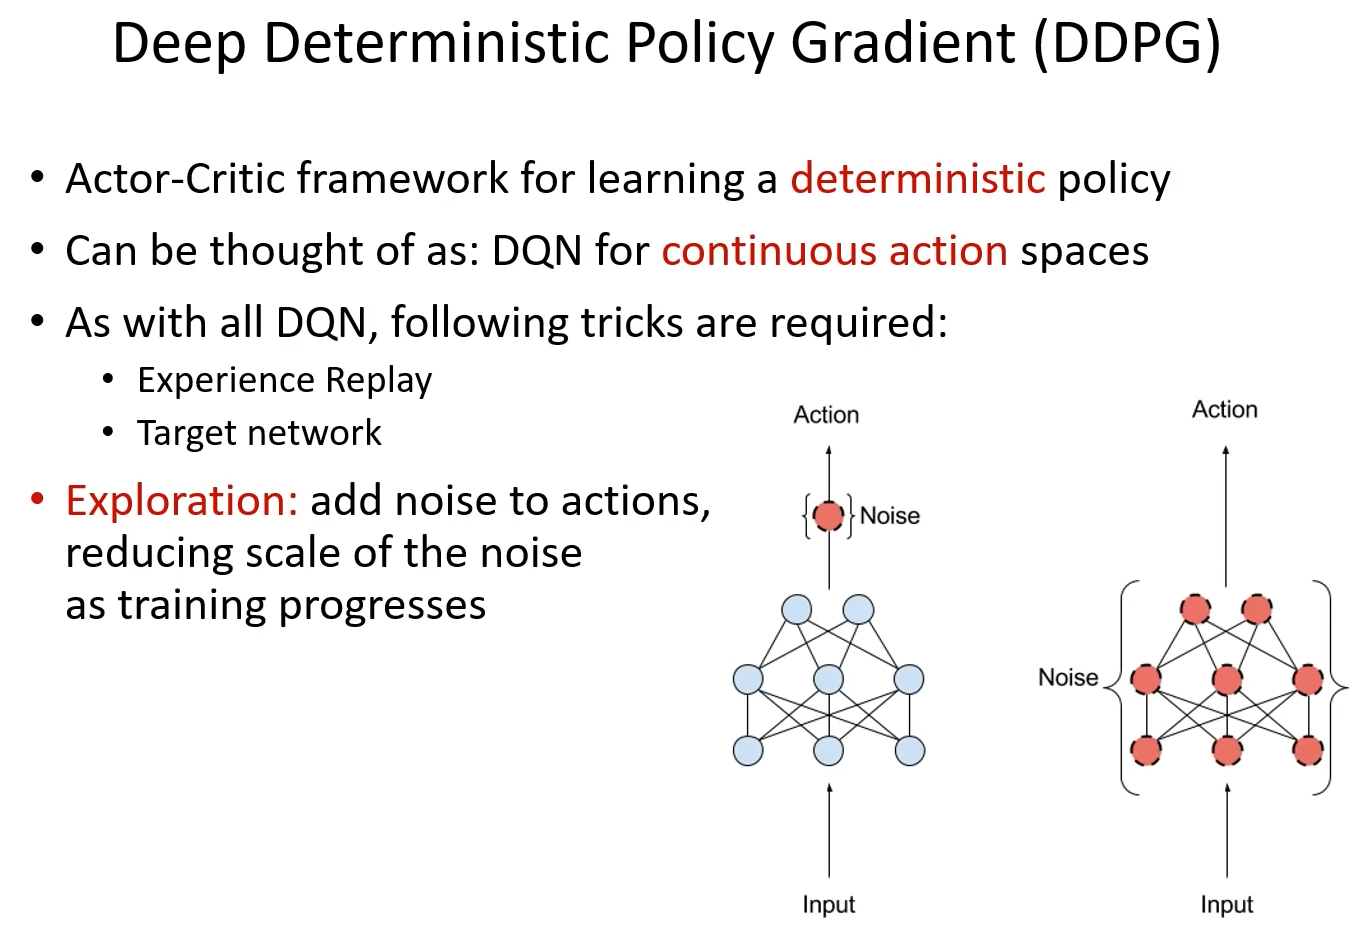 Deep Deterministic Policy Gradient (DDPG)
• Actor-Critic framework for learning a deterministic policy
• Can be thought of as: DQN for continuous action spaces
• As with all DQN, following tricks are required:
• Experience Replay
• Target network
• Exploration: add noise to actions,
reducing scale of the noise
as training progresses
Action
Noise
Input
Action
Noise
Input